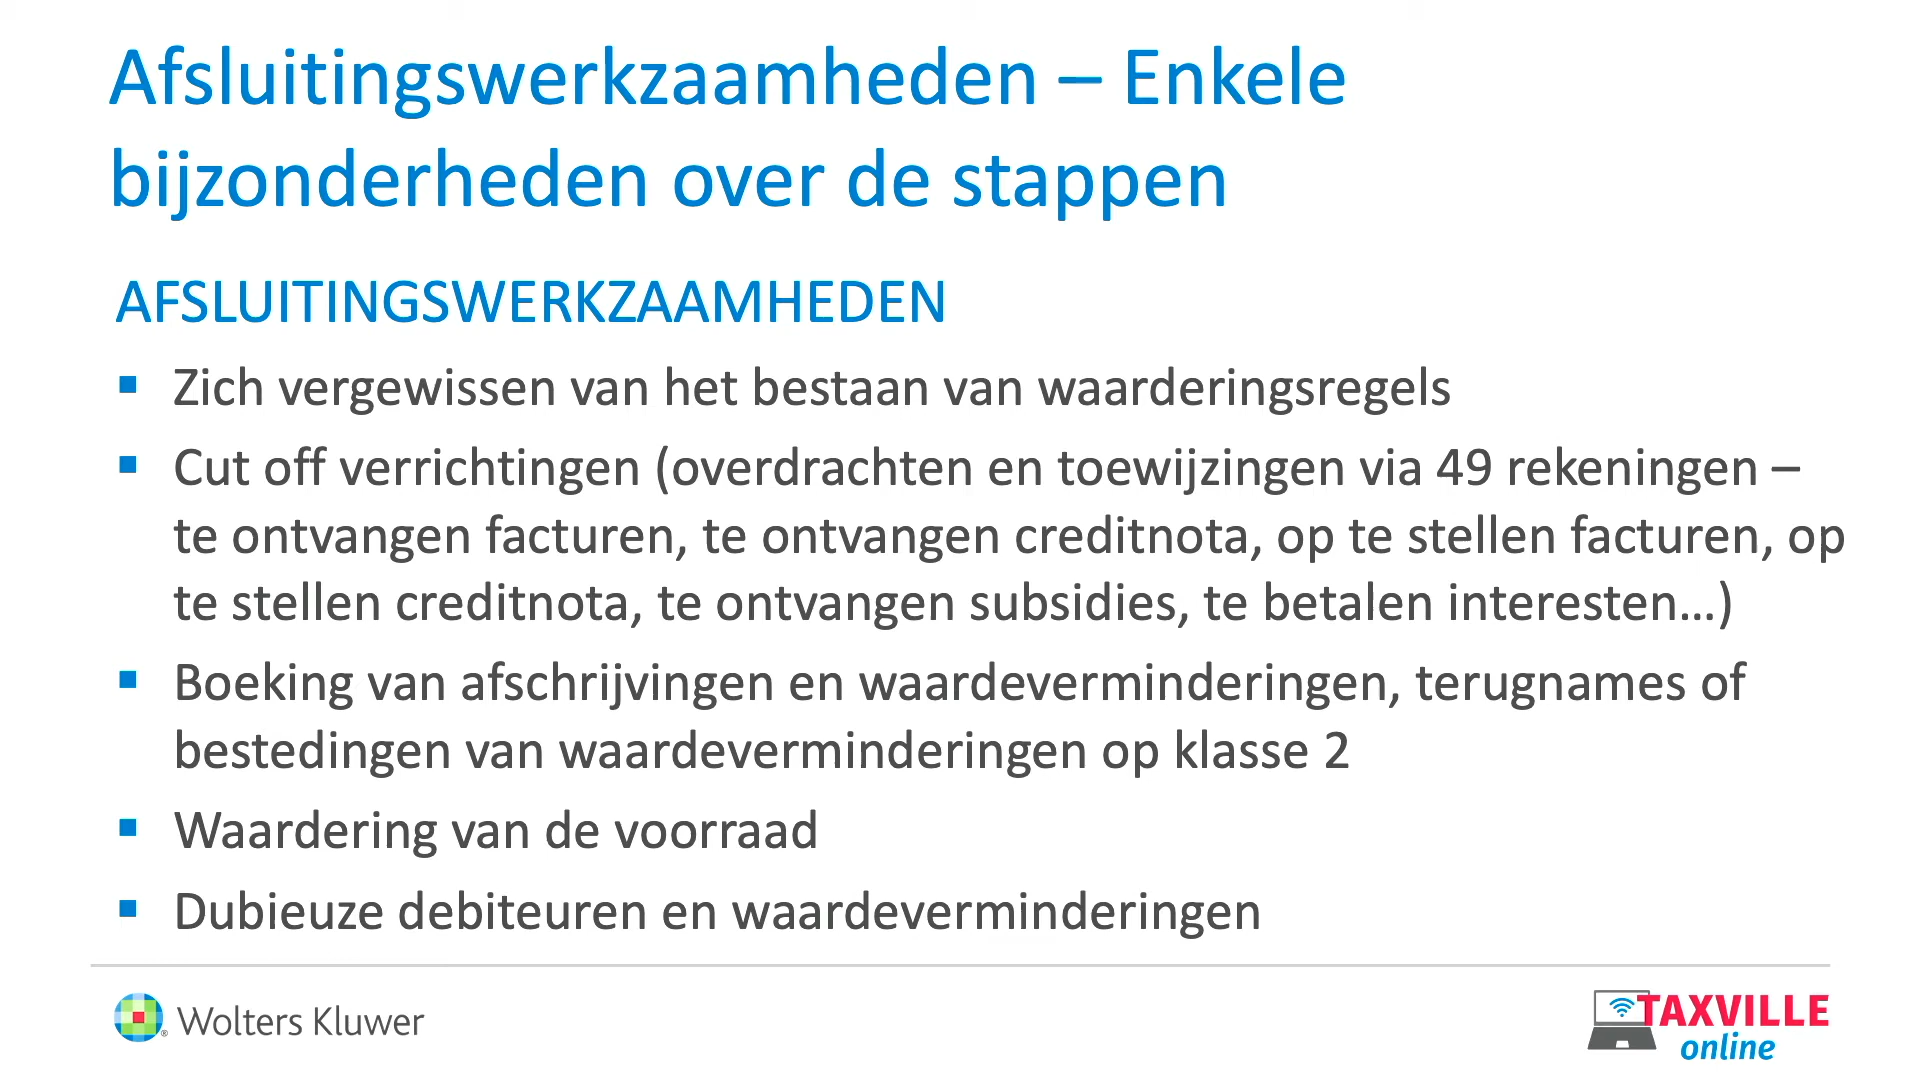 Afsluitingswerkzaamheden – Enkele
bijzonderheden over de stappen
AFSLUITINGSWERKZAAMHEDEN
▪ Zich vergewissen van het bestaan van waarderingsregels
▪ Cut off verrichtingen (overdrachten en toewijzingen via 49 rekeningen –
te ontvangen facturen, te ontvangen creditnota, op te stellen facturen, op
te stellen creditnota, te ontvangen subsidies, te betalen interesten…)
▪ Boeking van afschrijvingen en waardeverminderingen, terugnames of
bestedingen van waardeverminderingen op klasse 2
▪ Waardering van de voorraad
▪ Dubieuze debiteuren en waardeverminderingen
® Wolters Kluwer
TAXVILLE
online